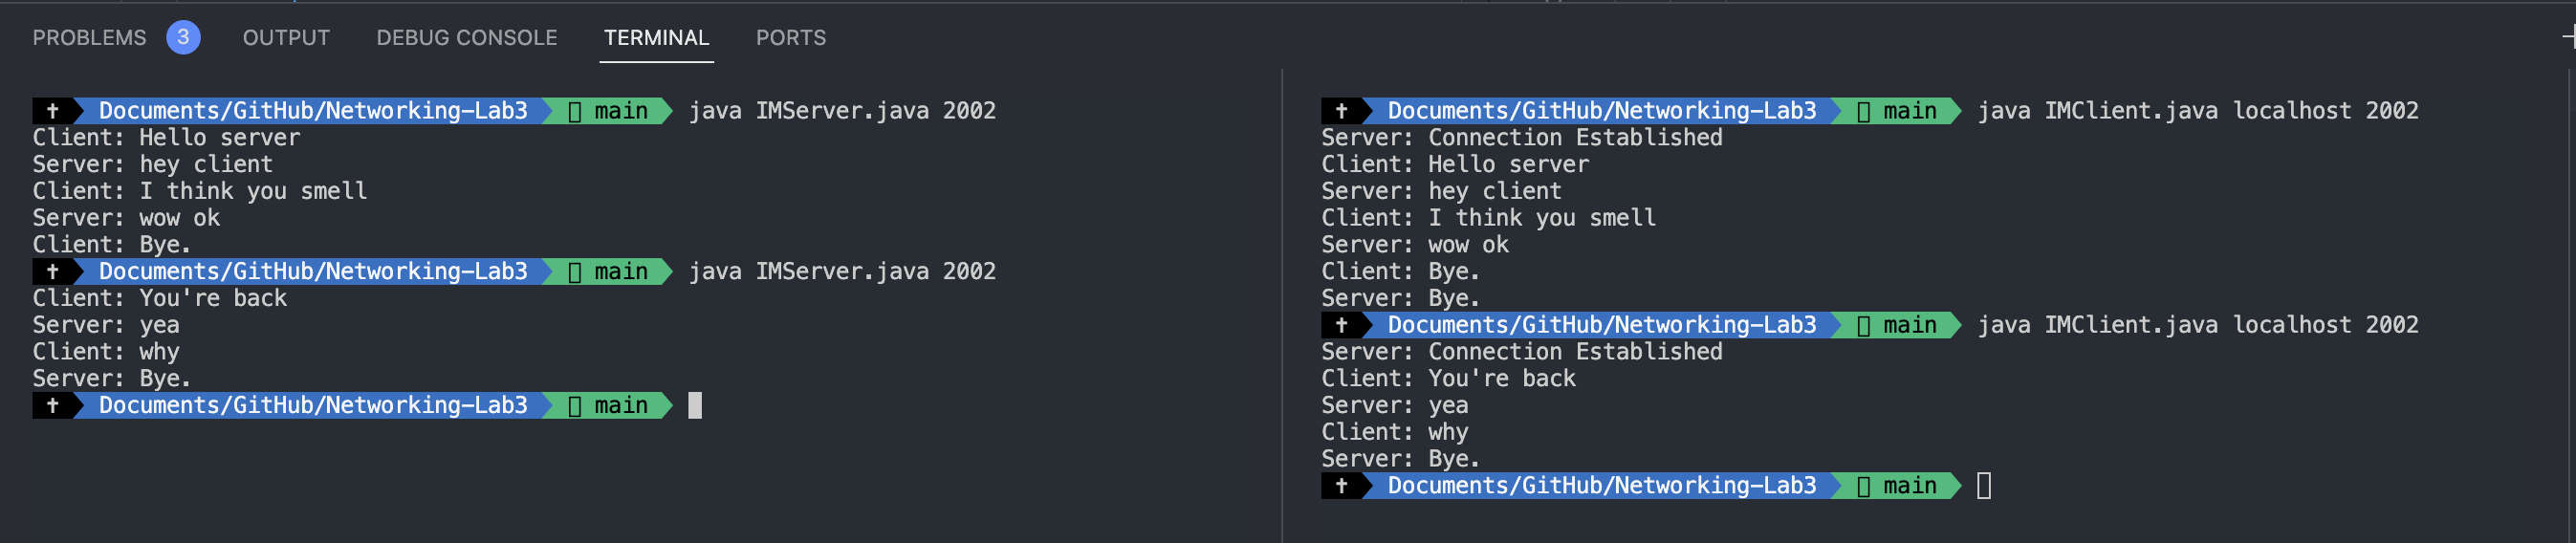 PROBLEMS 3 OUTPUT DEBUG CONSOLE TERMINAL PORTS
Documents/GitHub/Networking-Lab3 main java IMServer.java 2002
Client: Hello server
Server: hey client
Client: I think you smell
Server: wow ok
Client: Bye.
Documents/GitHub/Networking-Lab3 main java IMServer.java 2002
Client: You're back
Server: yea
Client: why
Server: Bye.
Documents/GitHub/Networking-Lab3 main
Documents/GitHub/Networking-Lab3 main java IMClient.java localhost 2002
Server: Connection Established
Client: Hello server
Server: hey client
Client: I think you smell
Server: wow ok
Client: Bye.
Server: Bye.
Documents/GitHub/Networking-Lab3 main java IMClient.java localhost 2002
Server: Connection Established
Client: You're back
Server: yea
Client: why
Server: Bye.
Documents/GitHub/Networking-Lab3 main